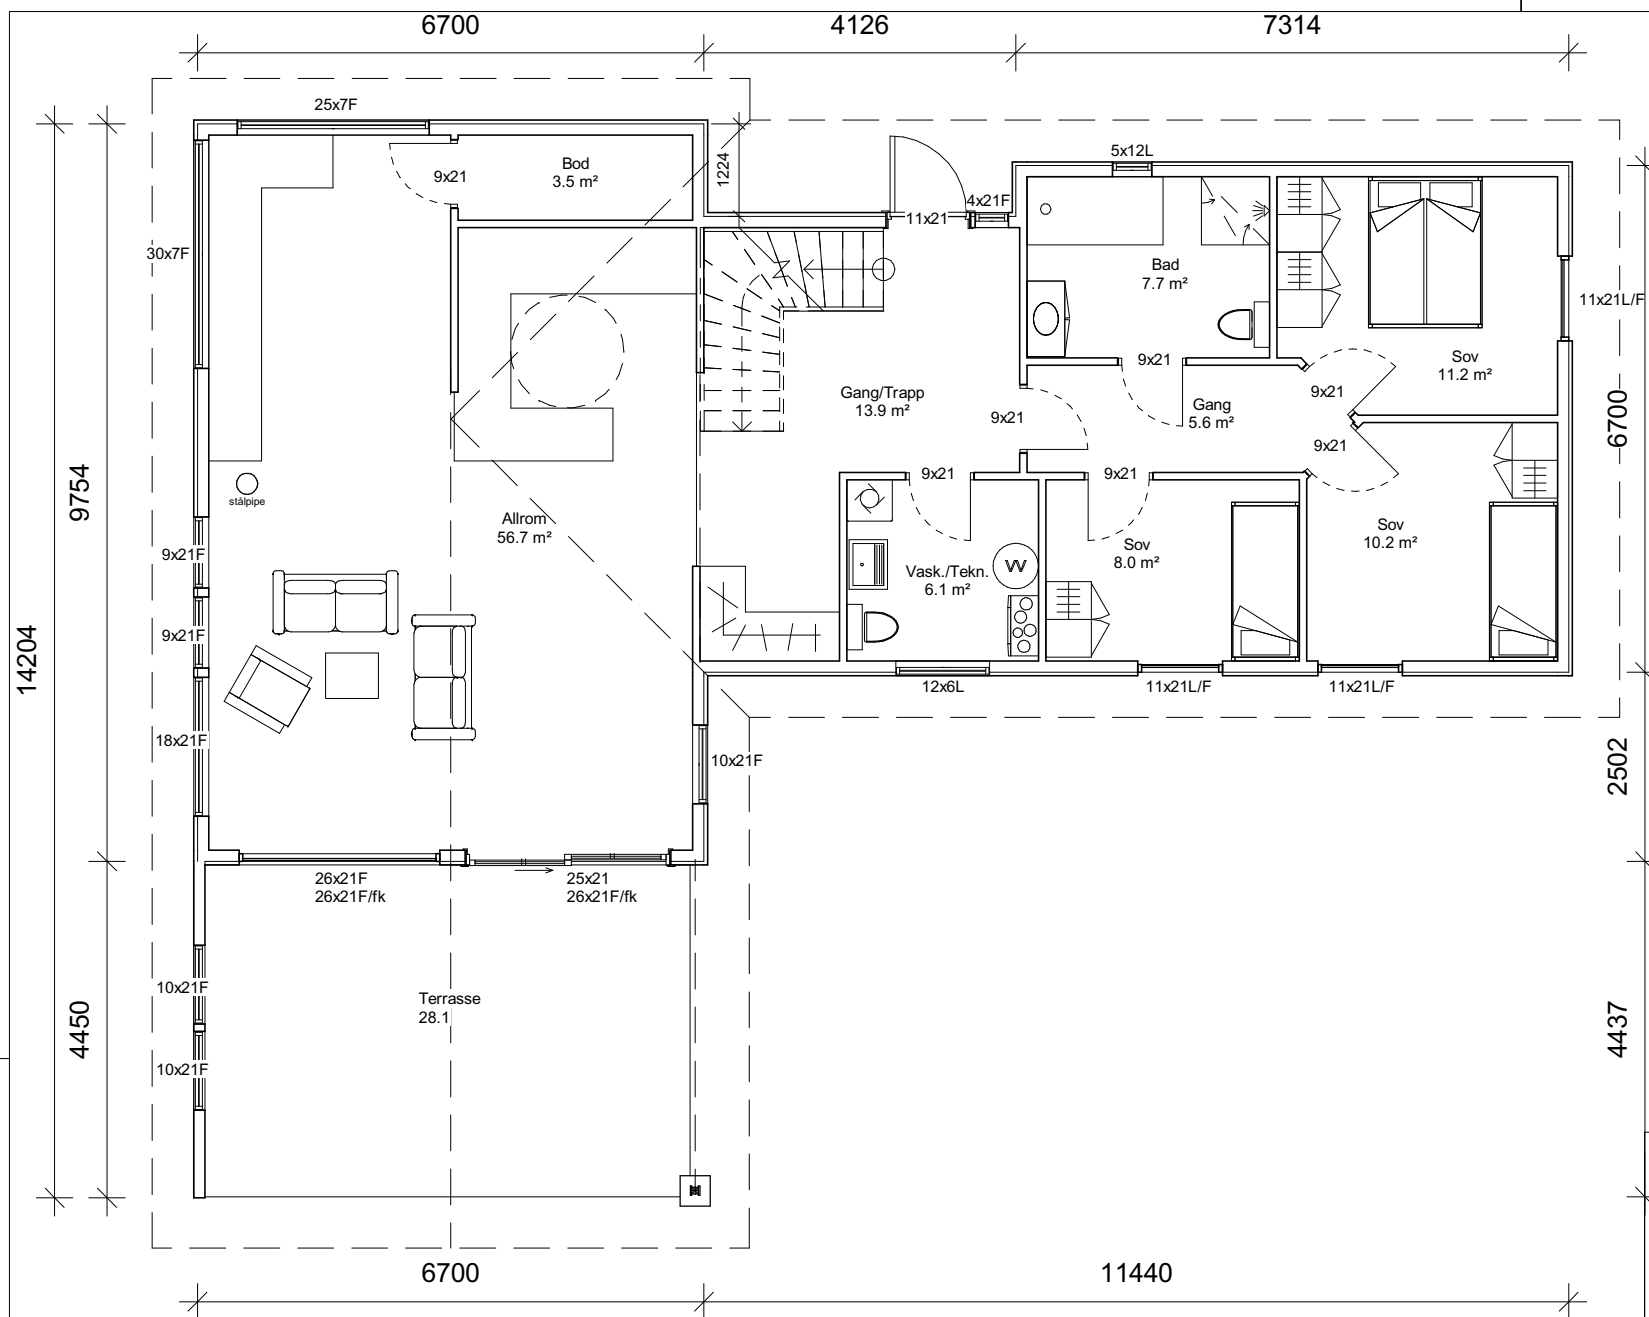 6700
4126
7314
25x7F
5x12L
Bod
3.5 m²
9x21
1224
4x21F
11x21
30x7F
Bad
7.7 m²
11x21L/F
Sov
11.2 m²
9x21
9x21
Gang/Trapp
13.9 m²
9x21
Gang
5.6 m²
9x21
6700
9x21
9x21
9754
stålpipe
Allrom
56.7 m²
Sov
10.2 m²
9x21F
Sov
8.0 m²
Vask./Tekn.
6.1 m²
VV
9x21F
14204
12x6L
11x21L/F
11x21L/F
18x21F
10x21F
2502
26x21F
26x21F/fk
25x21
26x21F/fk
10x21F
Terrasse
28.1
4450
4437
10x21F
6700
11440